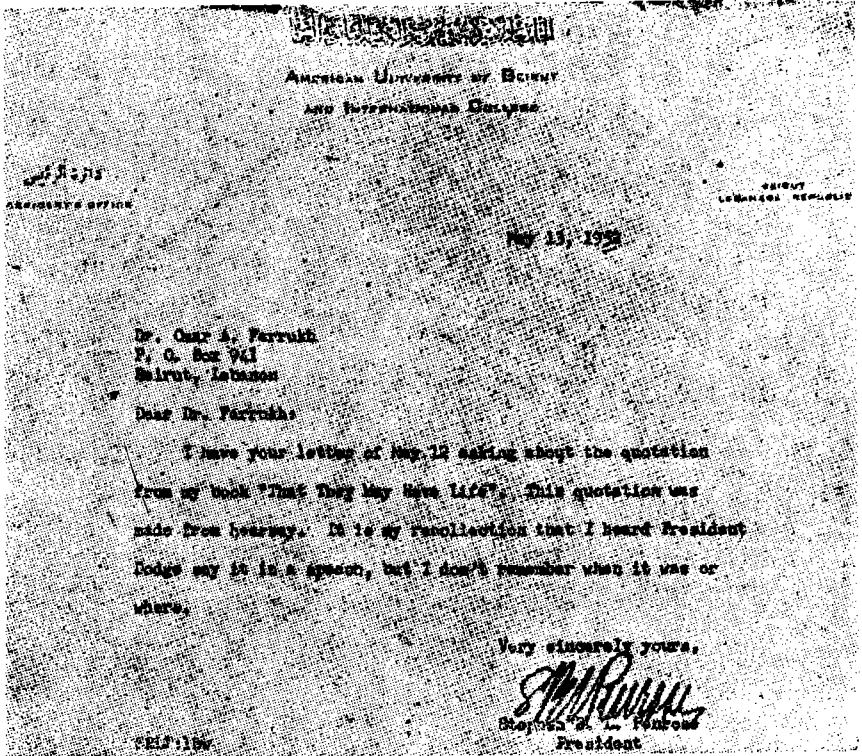 AMERICAN UNIVERSITY OF BEIRUT
AND INTERNATIONAL COLLEGE
دائرة الرئيس
PRESIDENT'S OFFICE
BEIRUT
LEBANESE REPUBLIC
May 13, 1952
Dr. Omar A. Farrukh
P. O. Box 941
Beirut, Lebanon
Dear Dr. Farrukh:
I have your letter of May 12 asking about the quotation
from my book "That They May Have Life". This quotation was
made from hearsay. It is my recollection that I heard President
Dodge say it in a speech, but I don't remember when it was or
where.
Very sincerely yours,
Stephen B. L. Penrose
President